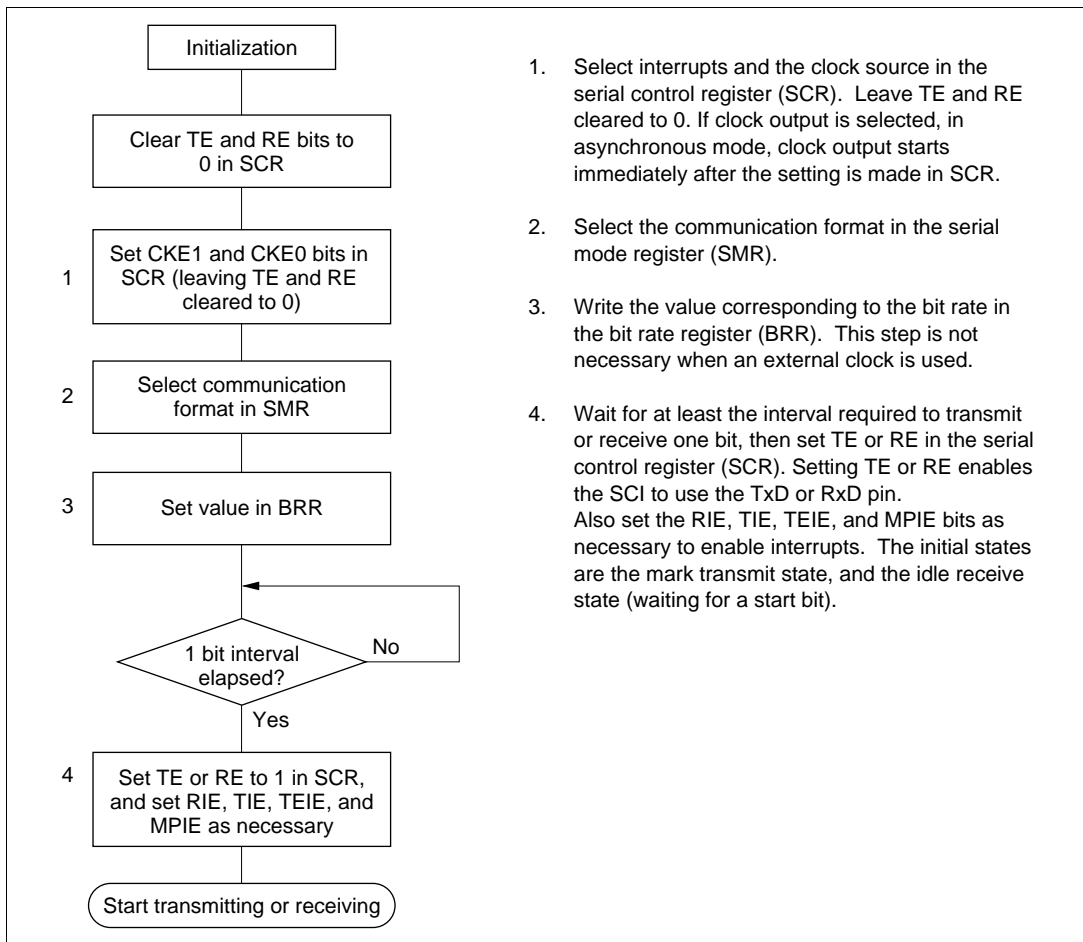 Initialization
Clear TE and RE bits to
0 in SCR
1
Set CKE1 and CKE0 bits in
SCR (leaving TE and RE
cleared to 0)
2
Select communication
format in SMR
3
Set value in BRR
1 bit interval
elapsed?
No
Yes
4
Set TE or RE to 1 in SCR,
and set RIE, TIE, TEIE, and
MPIE as necessary
Start transmitting or receiving
1. Select interrupts and the clock source in the
serial control register (SCR).  Leave TE and RE
cleared to 0. If clock output is selected, in
asynchronous mode, clock output starts
immediately after the setting is made in SCR.
2. Select the communication format in the serial
mode register (SMR).
3. Write the value corresponding to the bit rate in
the bit rate register (BRR).  This step is not
necessary when an external clock is used.
4. Wait for at least the interval required to transmit
or receive one bit, then set TE or RE in the serial
control register (SCR). Setting TE or RE enables
the SCI to use the TxD or RxD pin.
Also set the RIE, TIE, TEIE, and MPIE bits as
necessary to enable interrupts.  The initial states
are the mark transmit state, and the idle receive
state (waiting for a start bit).